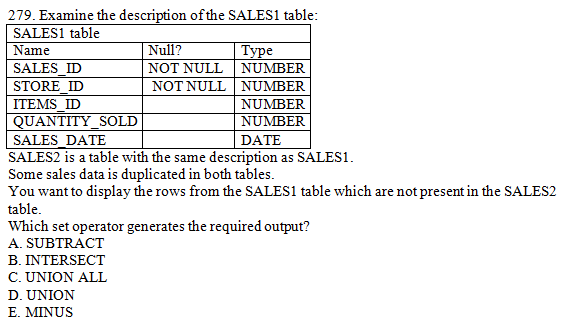 279. Examine the description of the SALES1 table:
SALES1 table
Name Null? Type
SALES_ID NOT NULL NUMBER
STORE_ID NOT NULL NUMBER
ITEMS_ID NUMBER
QUANTITY_SOLD NUMBER
SALES_DATE DATE
SALES2 is a table with the same description as SALES1.
Some sales data is duplicated in both tables.
You want to display the rows from the SALES1 table which are not present in the SALES2
table.
Which set operator generates the required output?
A. SUBTRACT
B. INTERSECT
C. UNION ALL
D. UNION
E. MINUS